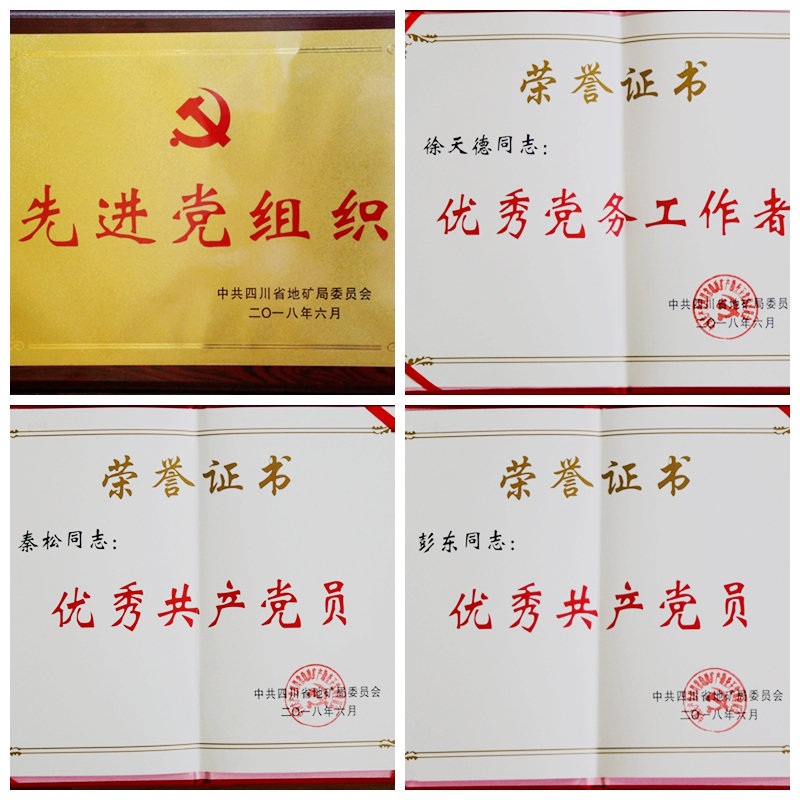 先进党组织
中共四川省地矿局委员会
二〇一八年六月
荣誉证书
徐天德同志：
优秀党务工作者
中共四川省地矿局委员
二〇一八年六月
荣誉证书
秦松同志：
优秀共产党员
中共四川省地矿局委员会
二〇一八年六月
荣誉证书
彭东同志：
优秀共产党员
中共四川省地矿局委员会
二〇一八年六月